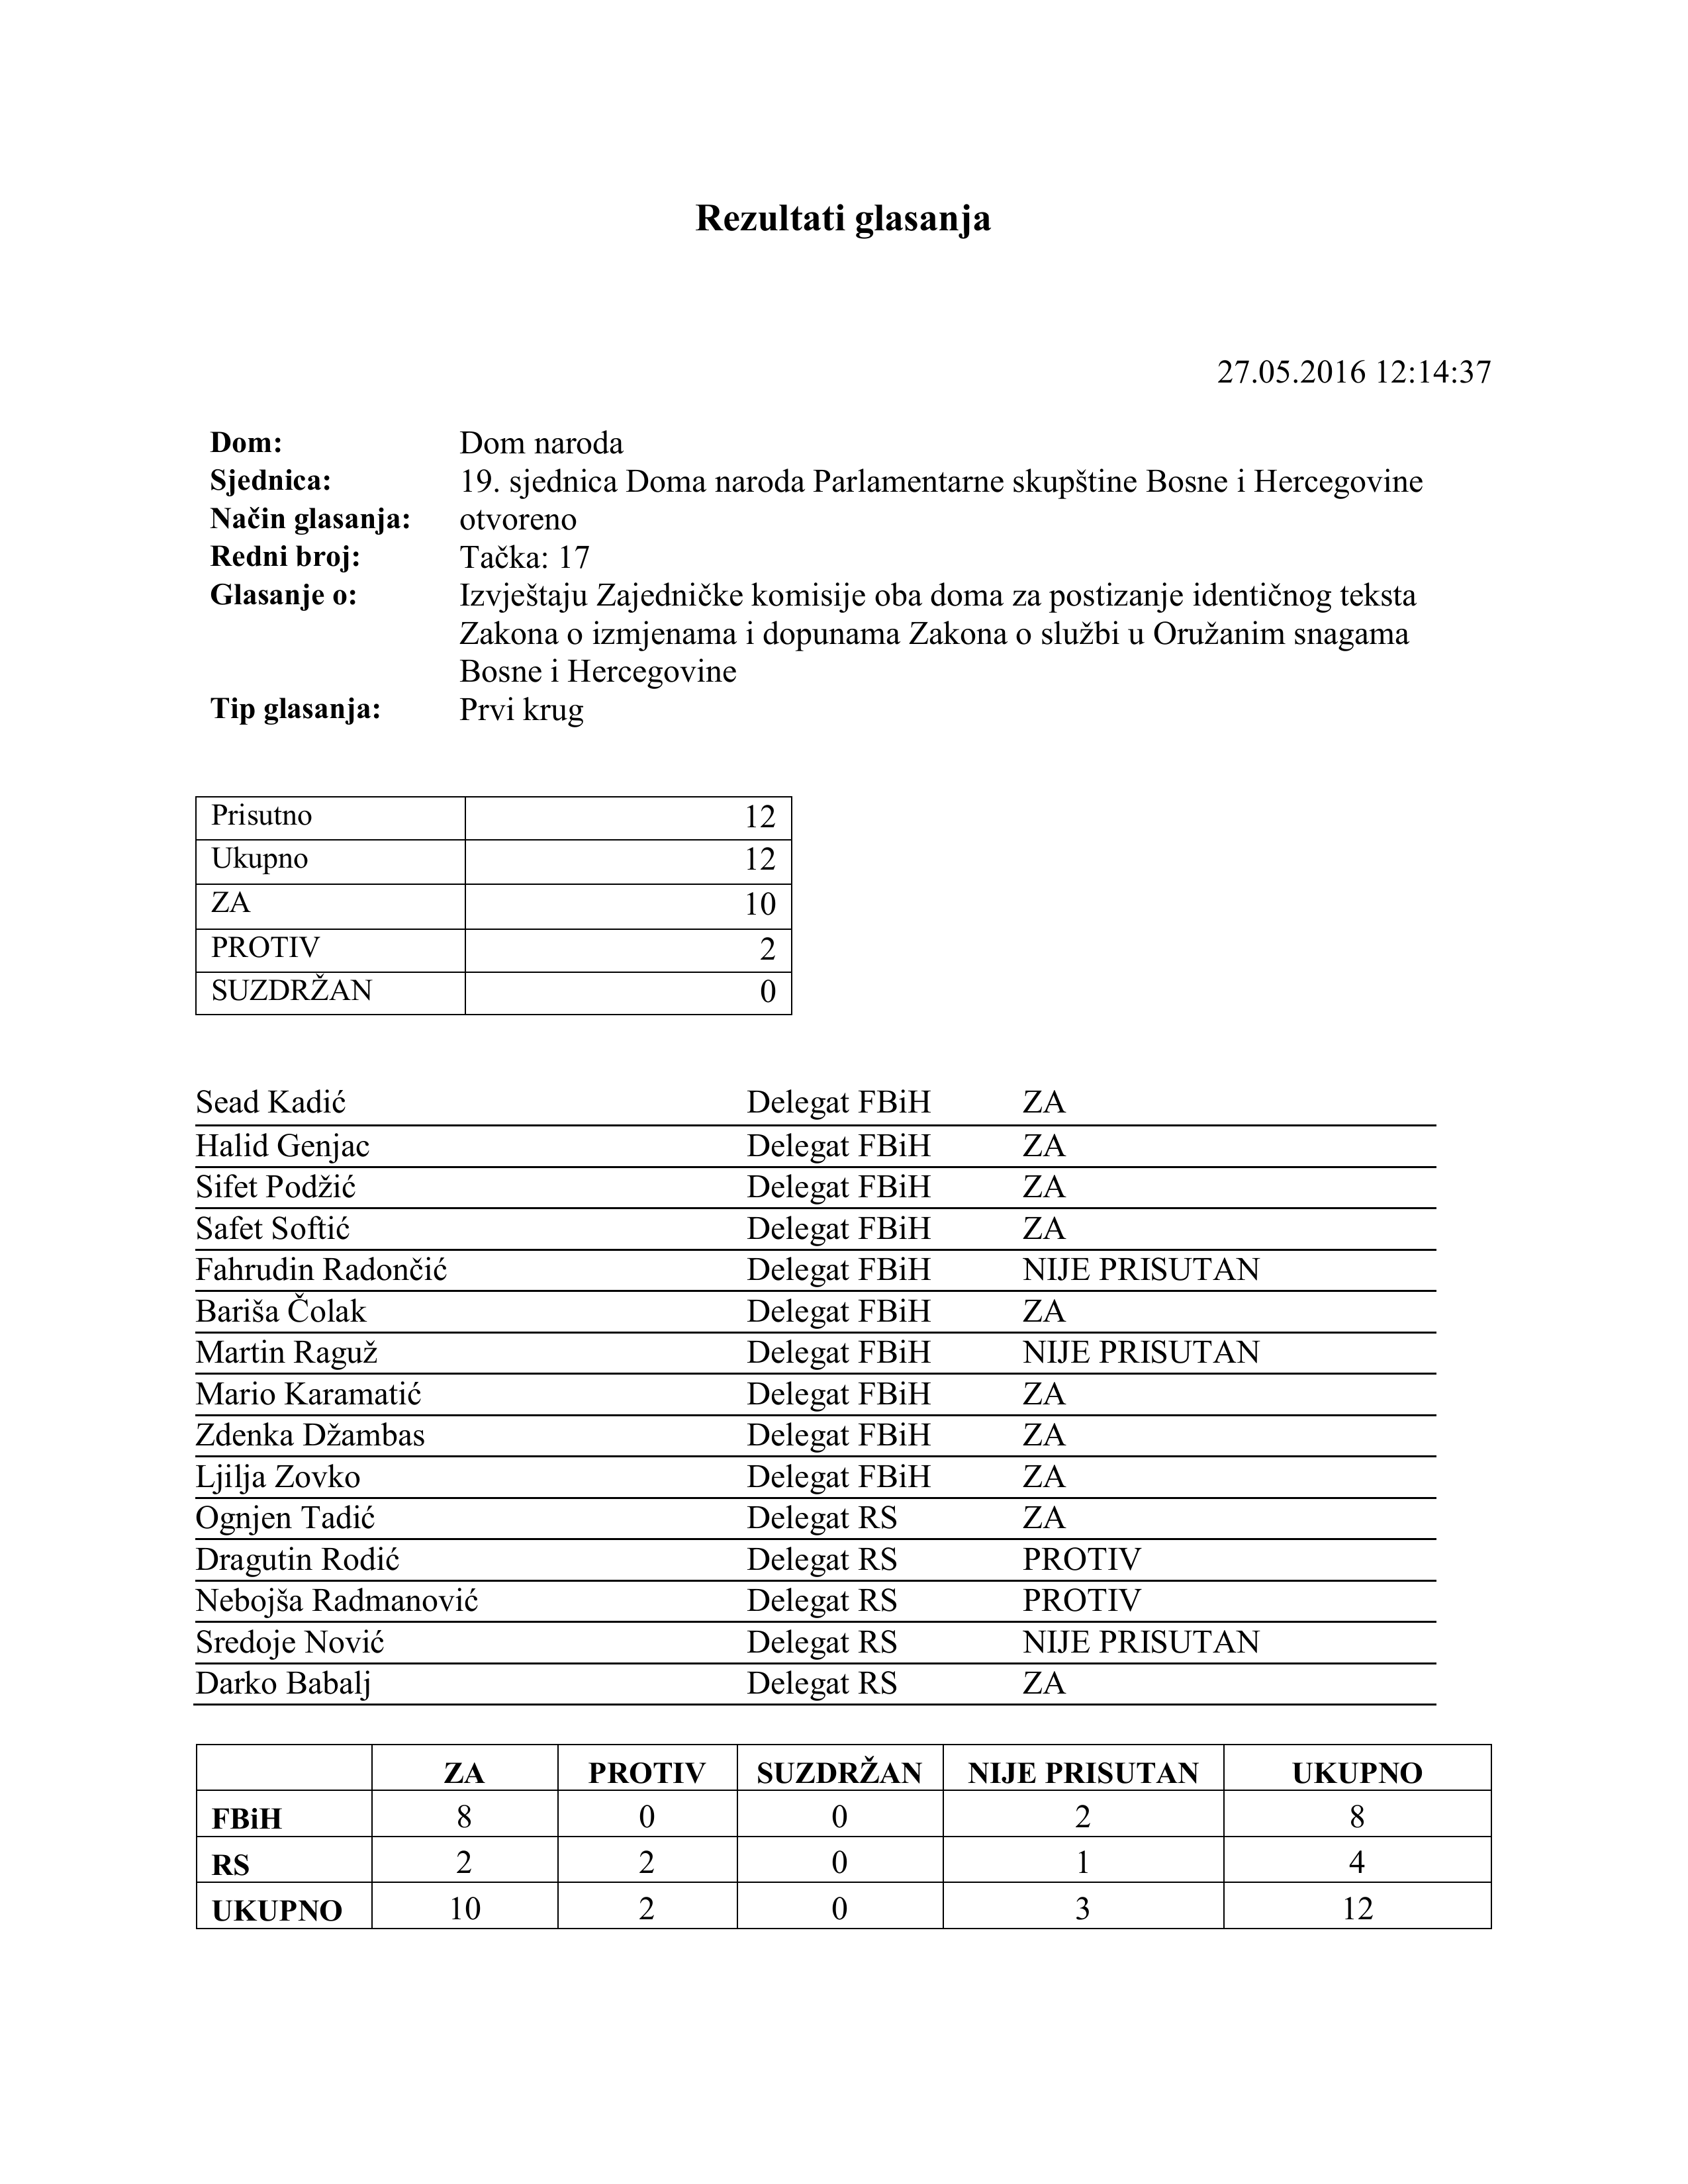 Rezultati glasanja
27.05.2016 12:14:37
Dom: Dom naroda
Sjednica: 19. sjednica Doma naroda Parlamentarne skupštine Bosne i Hercegovine
Način glasanja: otvoreno
Redni broj: Tačka: 17
Glasanje o: Izvještaju Zajedničke komisije oba doma za postizanje identičnog teksta
Zakona o izmjenama i dopunama Zakona o službi u Oružanim snagama
Bosne i Hercegovine
Tip glasanja: Prvi krug
Prisutno 12
Ukupno 12
ZA 10
PROTIV 2
SUZDRŽAN 0
Sead Kadić Delegat FBiH ZA
Halid Genjac Delegat FBiH ZA
Sifet Podžić Delegat FBiH ZA
Safet Softić Delegat FBiH ZA
Fahrudin Radončić Delegat FBiH NIJE PRISUTAN
Bariša Čolak Delegat FBiH ZA
Martin Raguž Delegat FBiH NIJE PRISUTAN
Mario Karamatić Delegat FBiH ZA
Zdenka Džambas Delegat FBiH ZA
Ljilja Zovko Delegat FBiH ZA
Ognjen Tadić Delegat RS ZA
Dragutin Rodić Delegat RS PROTIV
Nebojša Radmanović Delegat RS PROTIV
Sredoje Nović Delegat RS NIJE PRISUTAN
Darko Babalj Delegat RS ZA
ZA PROTIV SUZDRŽAN NIJE PRISUTAN UKUPNO
FBiH 8 0 0 2 8
RS 2 2 0 1 4
UKUPNO 10 2 0 3 12